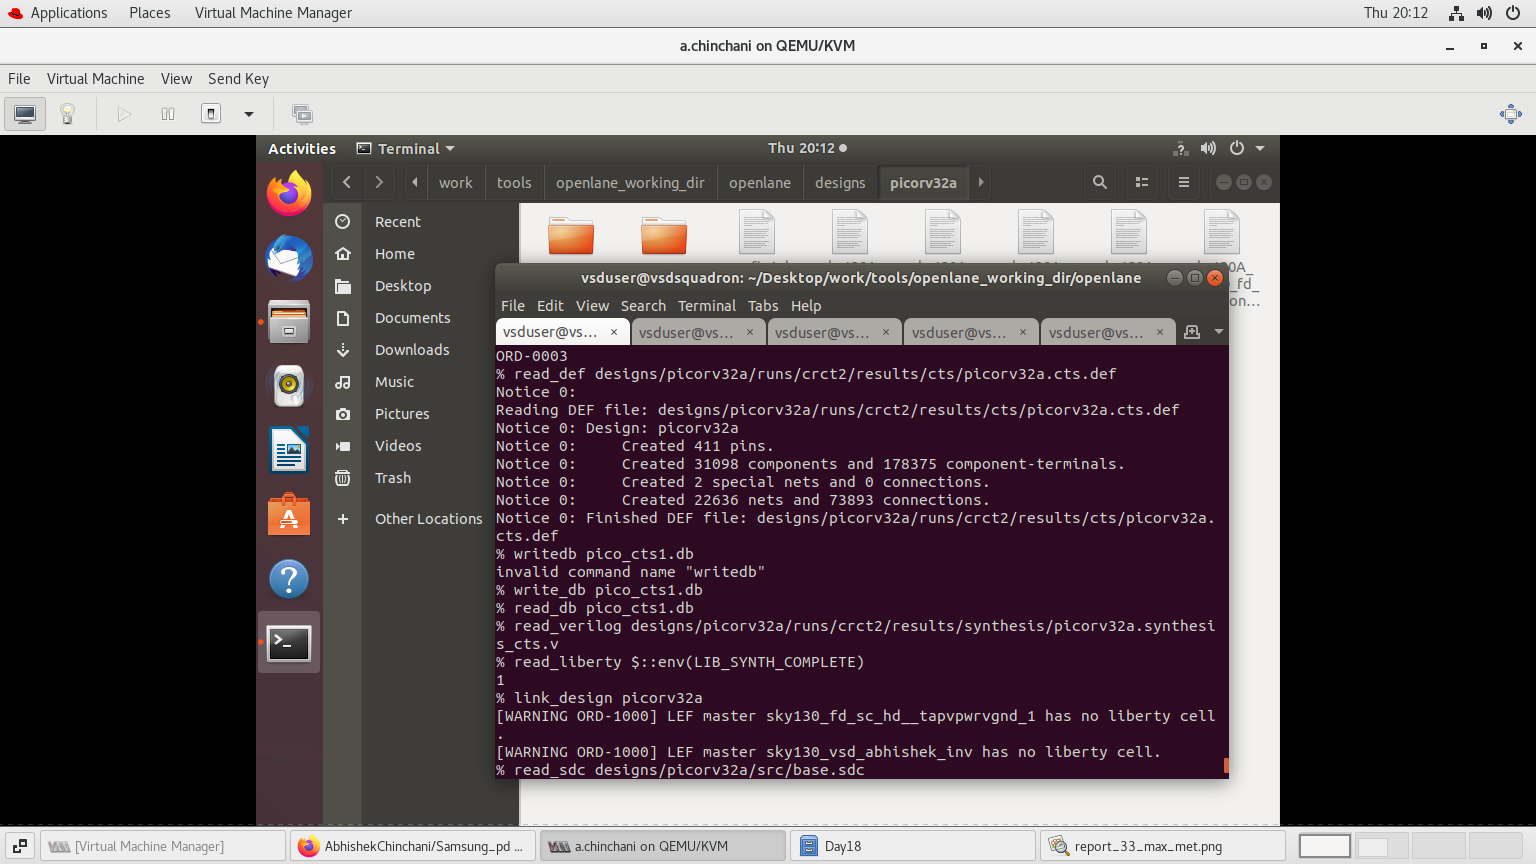 Applications Places Virtual Machine Manager Thu 20:12
a.chinchani on QEMU/KVM
File Virtual Machine View Send Key
Activities Terminal Thu 20:12
work tools openlane_working_dir openlane designs picorv32a
Recent
Home
Desktop
Documents
Downloads
Music
Pictures
Videos
Trash
Other Locations
vsduser@vsdsquadron: ~/Desktop/work/tools/openlane_working_dir/openlane
File Edit View Search Terminal Tabs Help
vsduser@vs... vsduser@vs... vsduser@vs... vsduser@vs... vsduser@vs...
ORD-0003
% read_def designs/picorv32a/runs/crct2/results/cts/picorv32a.cts.def
Notice 0:
Reading DEF file: designs/picorv32a/runs/crct2/results/cts/picorv32a.cts.def
Notice 0: Design: picorv32a
Notice 0:     Created 411 pins.
Notice 0:     Created 31098 components and 178375 component-terminals.
Notice 0:     Created 2 special nets and 0 connections.
Notice 0:     Created 22636 nets and 73893 connections.
Notice 0: Finished DEF file: designs/picorv32a/runs/crct2/results/cts/picorv32a.
cts.def
% writedb pico_cts1.db
invalid command name "writedb"
% write_db pico_cts1.db
% read_db pico_cts1.db
% read_verilog designs/picorv32a/runs/crct2/results/synthesis/picorv32a.synthesi
s_cts.v
% read_liberty $::env(LIB_SYNTH_COMPLETE)
1
% link_design picorv32a
[WARNING ORD-1000] LEF master sky130_fd_sc_hd__tapvpwrvgnd_1 has no liberty cell
.
[WARNING ORD-1000] LEF master sky130_vsd_abhishek_inv has no liberty cell.
% read_sdc designs/picorv32a/src/base.sdc
[Virtual Machine Manager] AbhishekChinchani/Samsung_pd ... a.chinchani on QEMU/KVM Day18 report_33_max_met.png